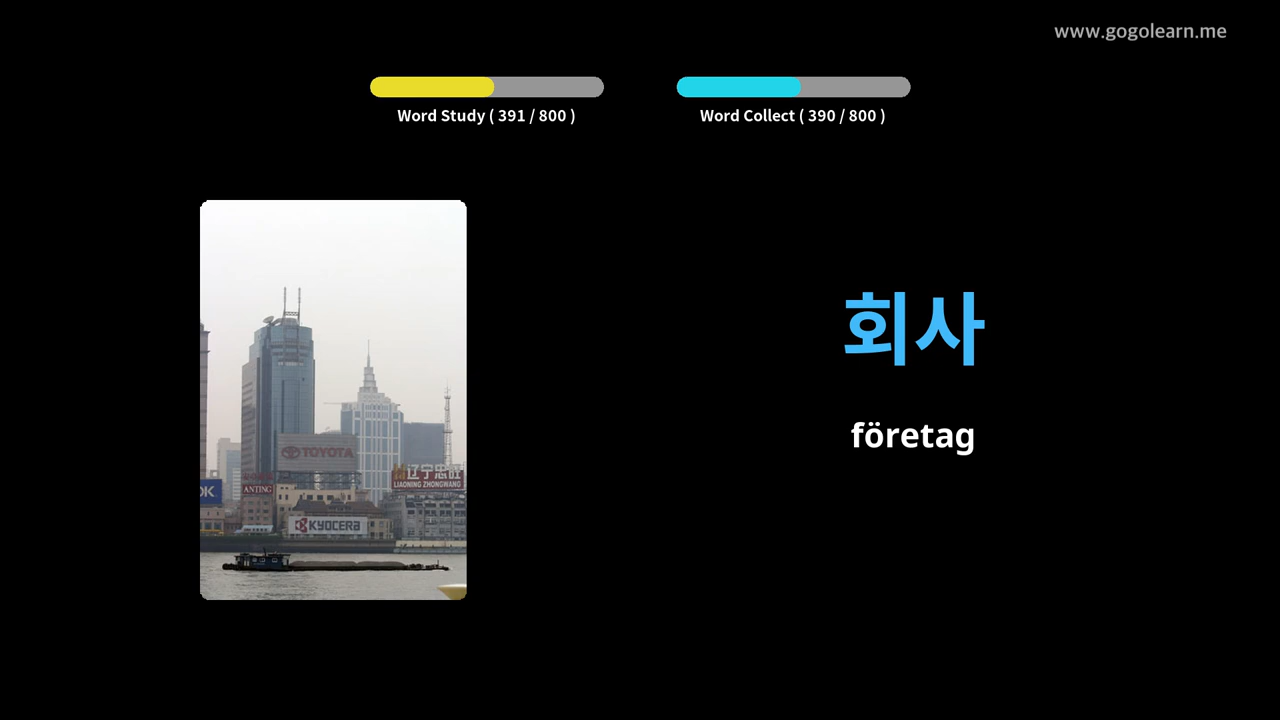 www.gogolearn.me
Word Study ( 391 / 800 )
Word Collect ( 390 / 800 )
회사
företag
TOYOTA
辽宁忠旺
LIAONING ZHONGWANG
OK
ANTING
KYOCERA